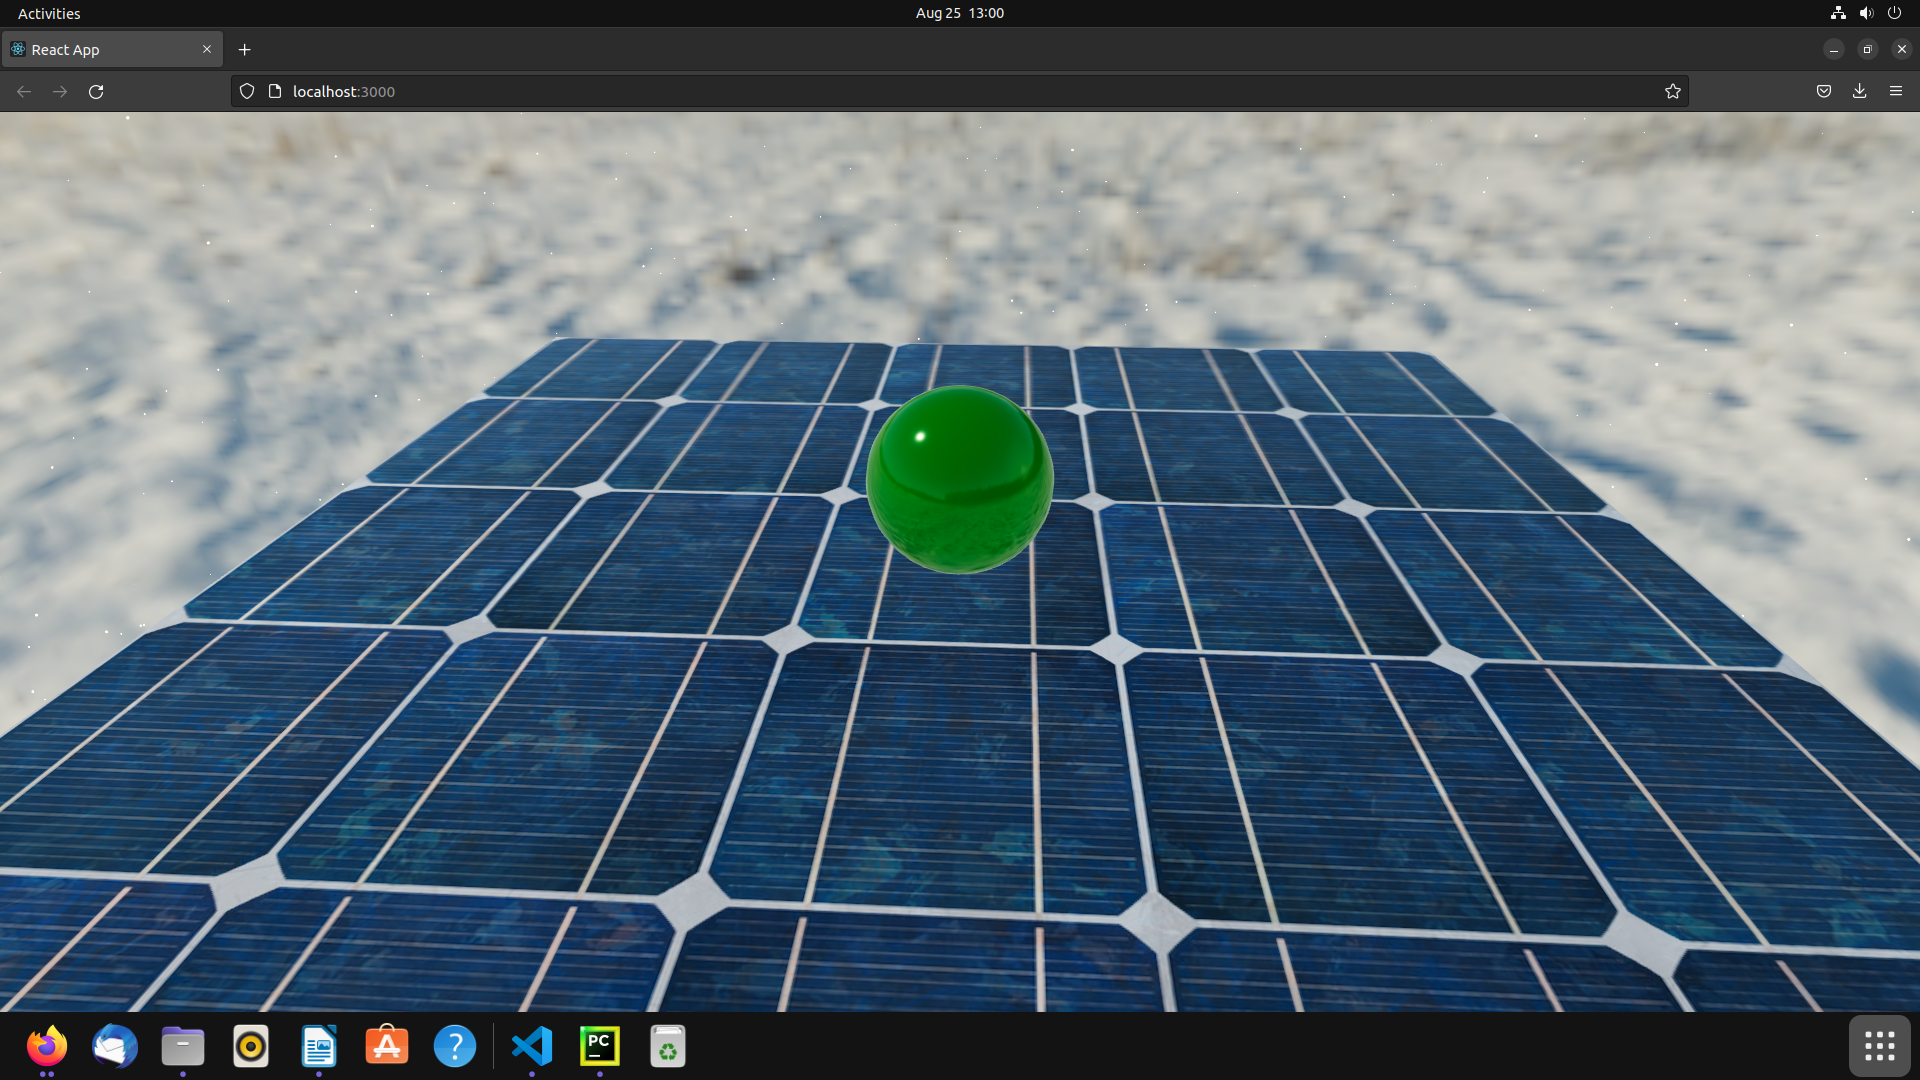 Activities
Aug 25 13:00
React App
localhost:3000
PC